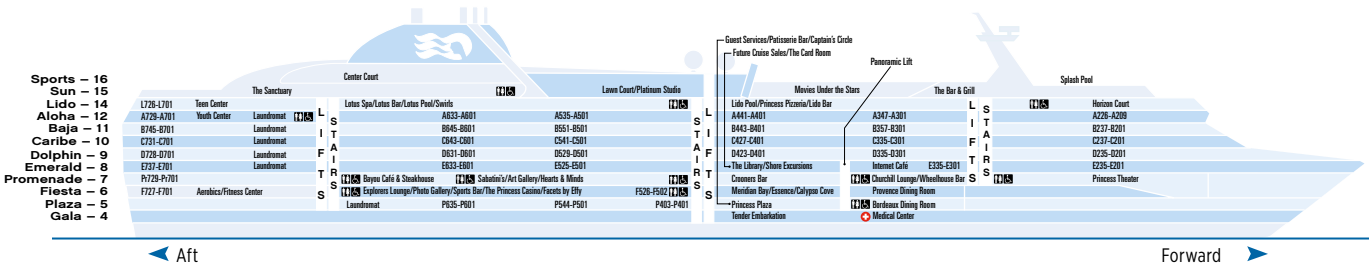 Guest Services/Patisserie Bar/Captain's Circle
Future Cruise Sales/The Card Room
Panoramic Lift
Sports – 16 Center Court Splash Pool
Sun – 15 The Sanctuary Lawn Court/Platinum Studio Movies Under the Stars The Bar & Grill
Lido – 14 L726-L701 Teen Center Lotus Spa/Lotus Bar/Lotus Pool/Swirls Lido Pool/Princess Pizzeria/Lido Bar Horizon Court
Aloha – 12 A729-A701 Youth Center Laundromat A633-A601 A535-A501 A441-A401 A347-A301 A226-A209
Baja – 11 B745-B701 Laundromat B645-B601 B551-B501 B443-B401 B357-B301 B237-B201
Caribe – 10 C731-C701 Laundromat C643-C601 C541-C501 C427-C401 C335-C301 C237-C201
Dolphin – 9 D728-D701 Laundromat D631-D601 D529-D501 D423-D401 D335-D301 D235-D201
Emerald – 8 E737-E701 Laundromat E633-E601 E525-E501 The Library/Shore Excursions Internet Café E335-E301 E235-E201
Promenade – 7 Pr729-Pr701 Bayou Café & Steakhouse Sabatini's/Art Gallery/Hearts & Minds Crooners Bar Churchill Lounge/Wheelhouse Bar Princess Theater
Fiesta – 6 F727-F701 Aerobics/Fitness Center Explorers Lounge/Photo Gallery/Sports Bar/The Princess Casino/Facets by Effy F526-F502 Meridian Bay/Essence/Calypso Cove Provence Dining Room
Plaza – 5 Laundromat P635-P601 P544-P501 P403-P401 Princess Plaza Bordeaux Dining Room
Gala – 4 Tender Embarkation Medical Center
LIFTS
STAIRS
STAIRS
LIFTS
LIFTS
STAIRS
Aft Forward